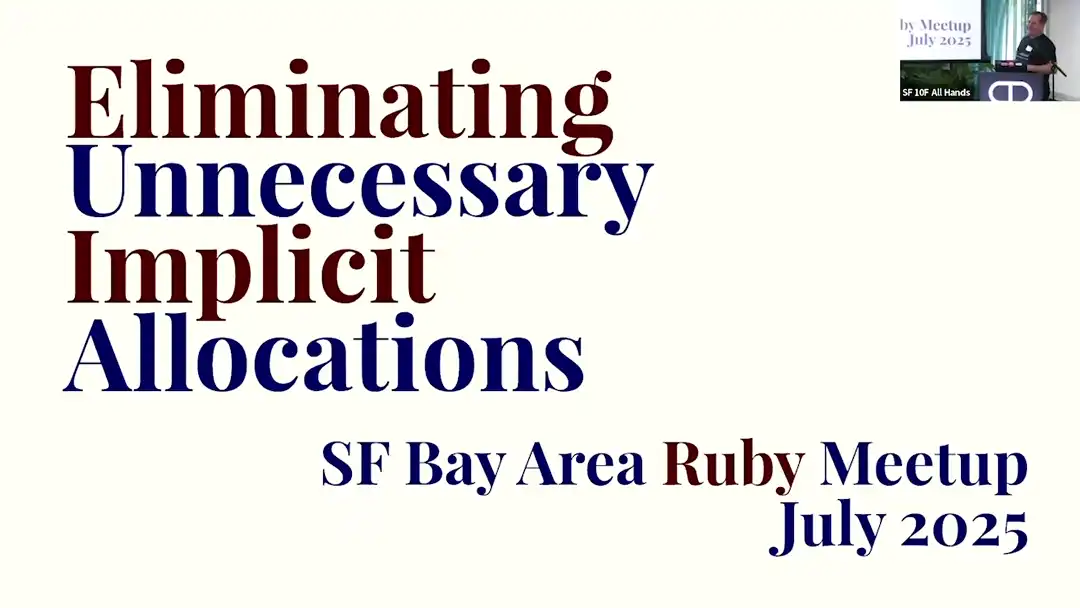 Eliminating
Unnecessary
Implicit
Allocations
SF Bay Area Ruby Meetup
July 2025
by Meetup
July 2025
SF 10F All Hands